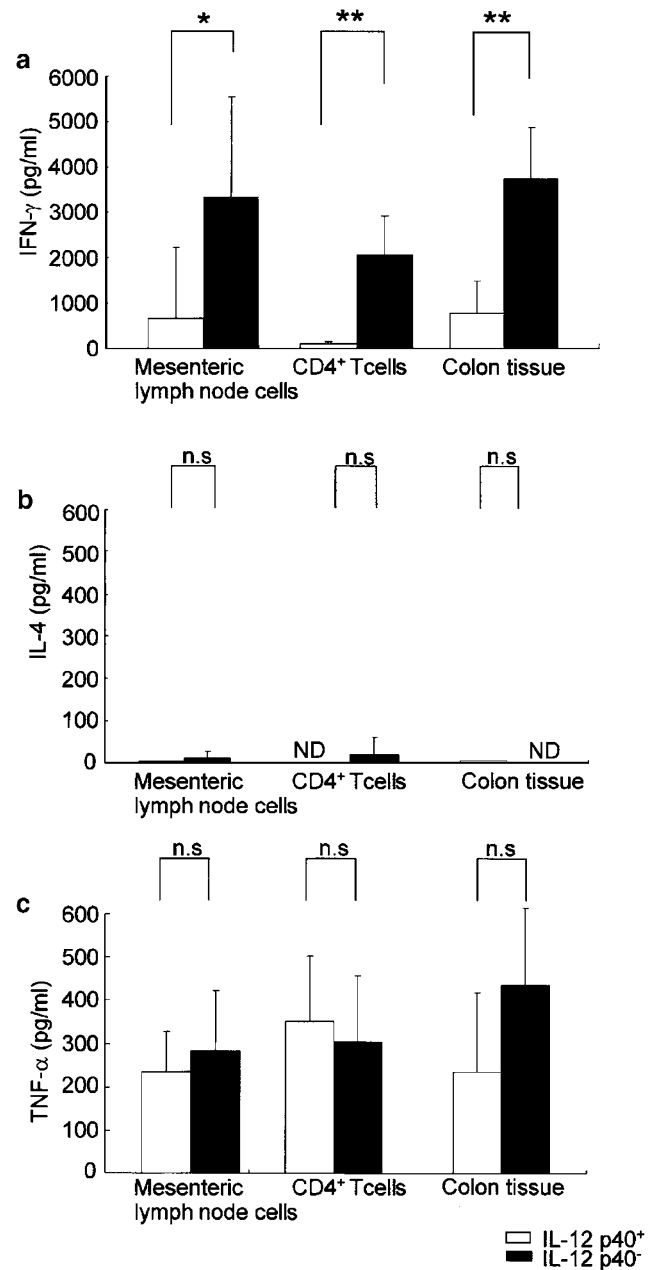 a
* ** **
6000
5000
4000
3000
2000
1000
0
IFN-γ (pg/ml)
Mesenteric lymph node cells
CD4⁺ Tcells
Colon tissue
b
n.s n.s n.s
600
500
400
300
200
100
0
IL-4 (pg/ml)
ND ND
Mesenteric lymph node cells
CD4⁺ Tcells
Colon tissue
c
n.s n.s n.s
600
500
400
300
200
100
0
TNF-α (pg/ml)
Mesenteric lymph node cells
CD4⁺ Tcells
Colon tissue
IL-12 p40⁺
IL-12 p40⁻